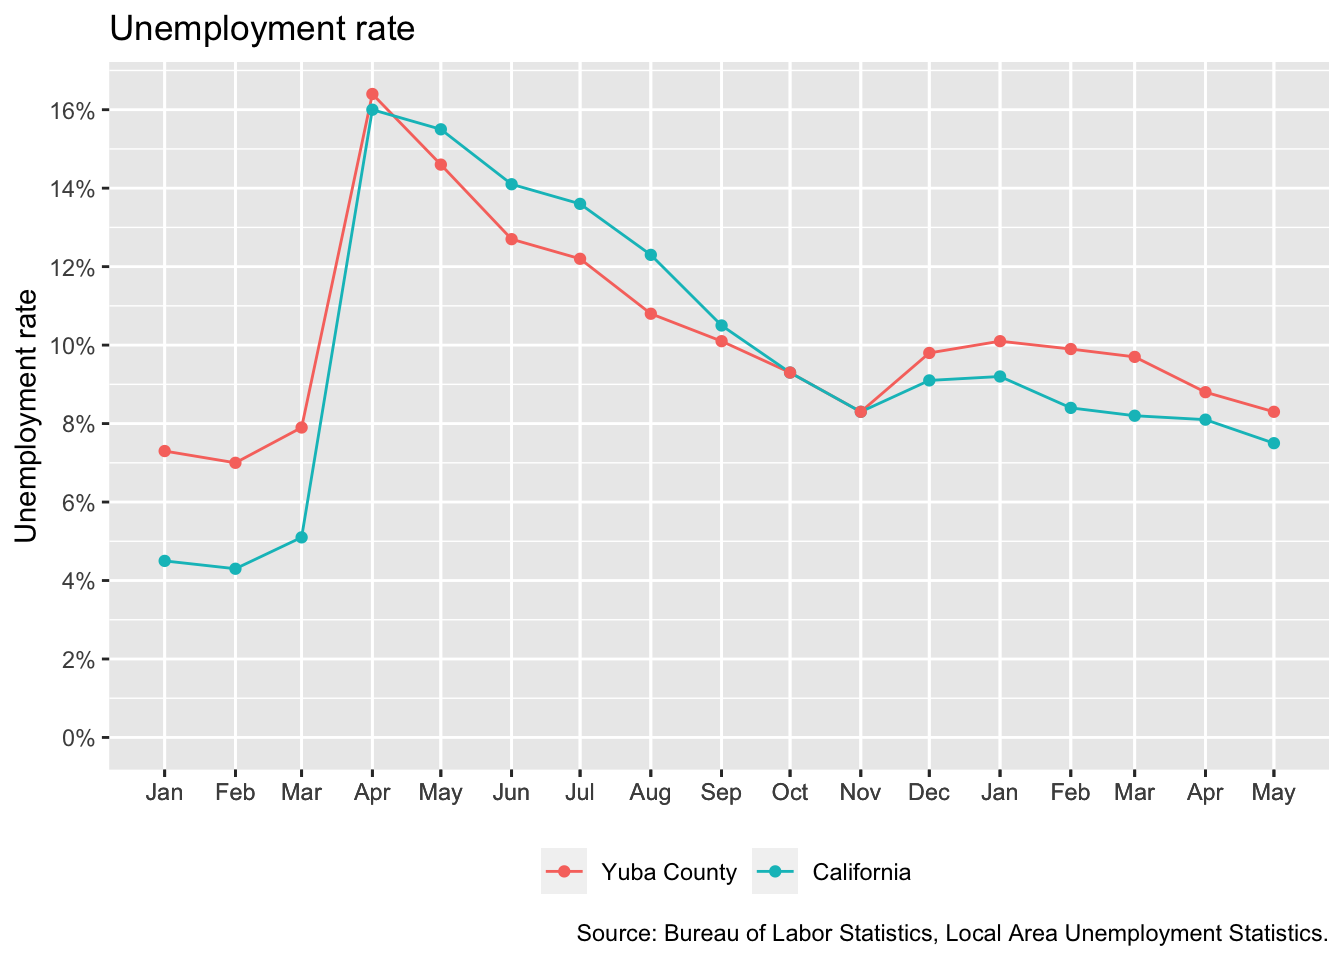 Unemployment rate
Unemployment rate
16%
14%
12%
10%
8%
6%
4%
2%
0%
Jan Feb Mar Apr May Jun Jul Aug Sep Oct Nov Dec Jan Feb Mar Apr May
Yuba County California
Source: Bureau of Labor Statistics, Local Area Unemployment Statistics.